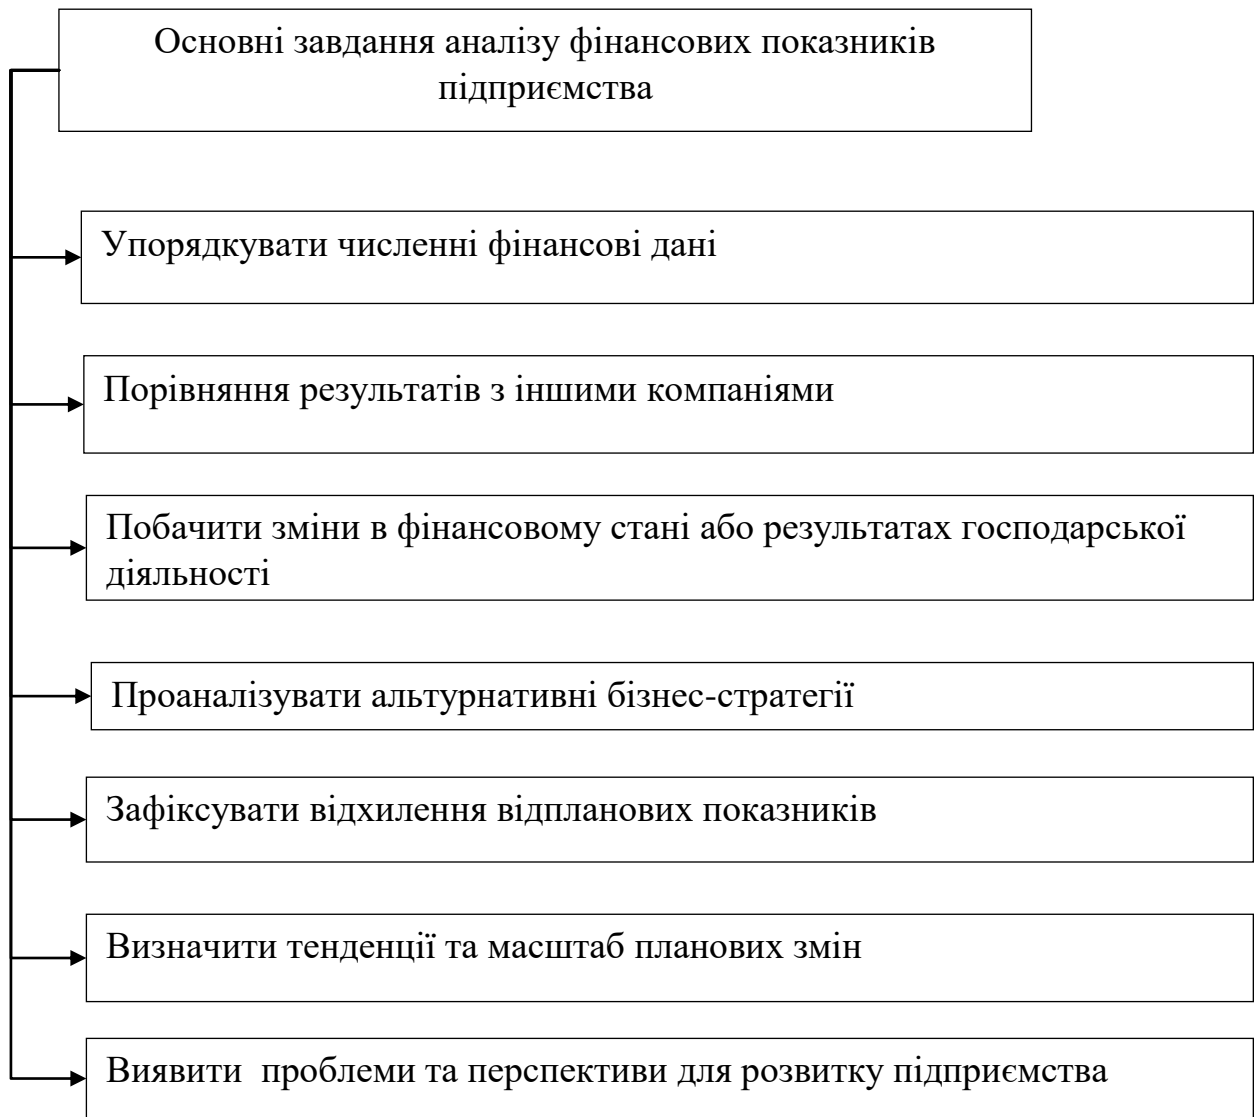 Основні завдання аналізу фінансових показників
підприємства
Упорядкувати численні фінансові дані
Порівняння результатів з іншими компаніями
Побачити зміни в фінансовому стані або результатах господарської
діяльності
Проаналізувати альтурнативні бізнес-стратегії
Зафіксувати відхилення відпланових показників
Визначити тенденції та масштаб планових змін
Виявити  проблеми та перспективи для розвитку підприємства